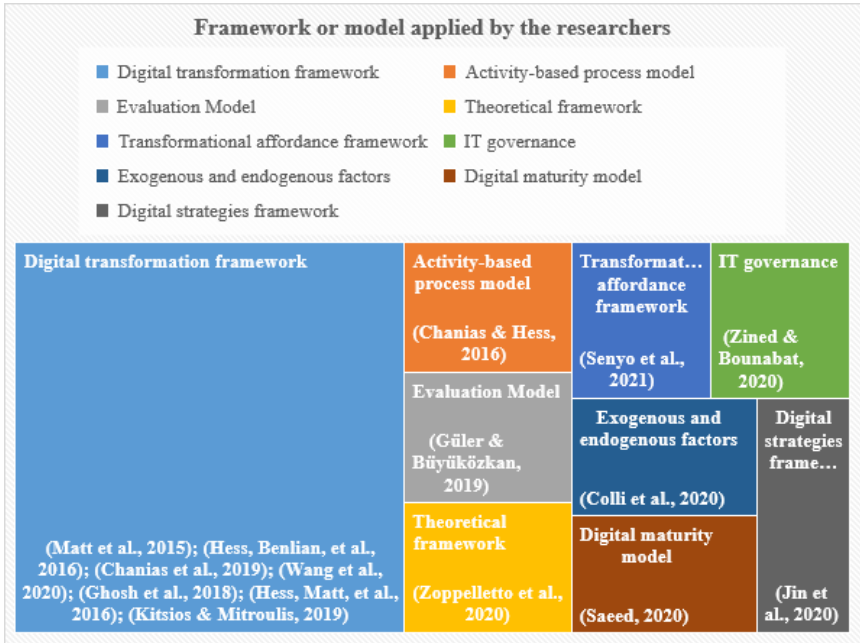 Framework or model applied by the researchers
Digital transformation framework
Activity-based process model
Evaluation Model
Theoretical framework
Transformational affordance framework
IT governance
Exogenous and endogenous factors
Digital maturity model
Digital strategies framework
Digital transformation framework
(Matt et al., 2015); (Hess, Benlian, et al.,
2016); (Chanias et al., 2019); (Wang et al.,
2020); (Ghosh et al., 2018); (Hess, Matt, et al.,
2016); (Kitsios & Mitroulis, 2019)
Activity-based
process model
(Chanias & Hess,
2016)
Evaluation Model
(Güler &
Büyüközkan,
2019)
Theoretical
framework
(Zoppelletto et al.,
2020)
Transformat…
affordance
framework
(Senyo et al.,
2021)
IT governance
(Zined &
Bounabat,
2020)
Exogenous and
endogenous factors
(Colli et al., 2020)
Digital maturity
model
(Saeed, 2020)
Digital
strategies
frame…
(Jin et
al., 2020)